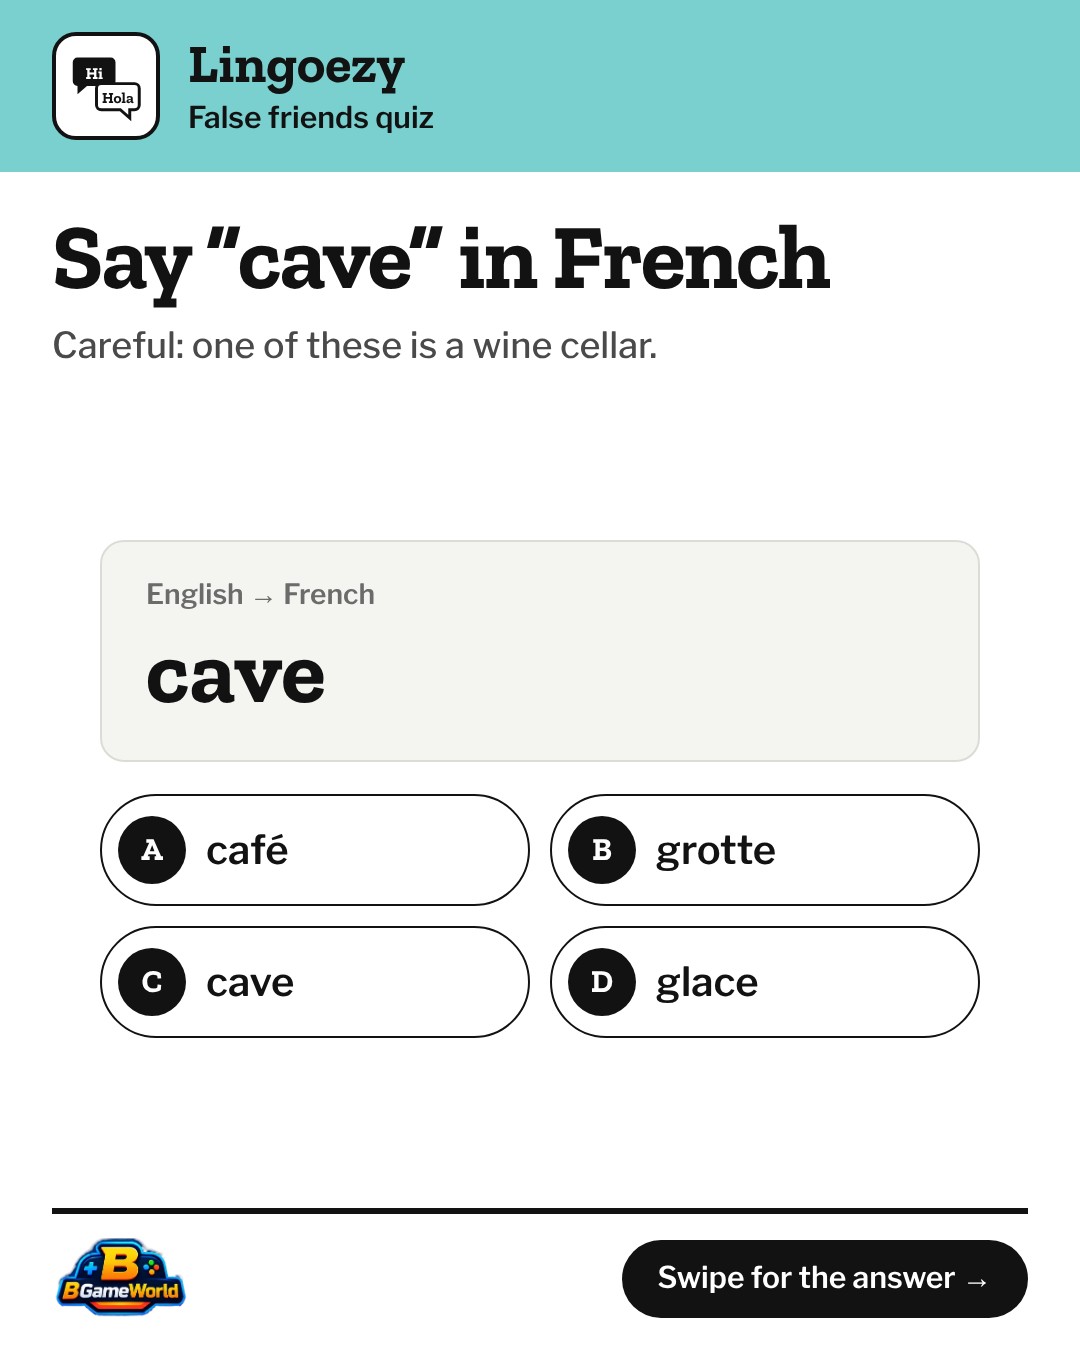 Hi
Hola
Lingoezy
False friends quiz
Say "cave" in French
Careful: one of these is a wine cellar.
English → French
cave
A café
B grotte
C cave
D glace
B
BGameWorld
Swipe for the answer →